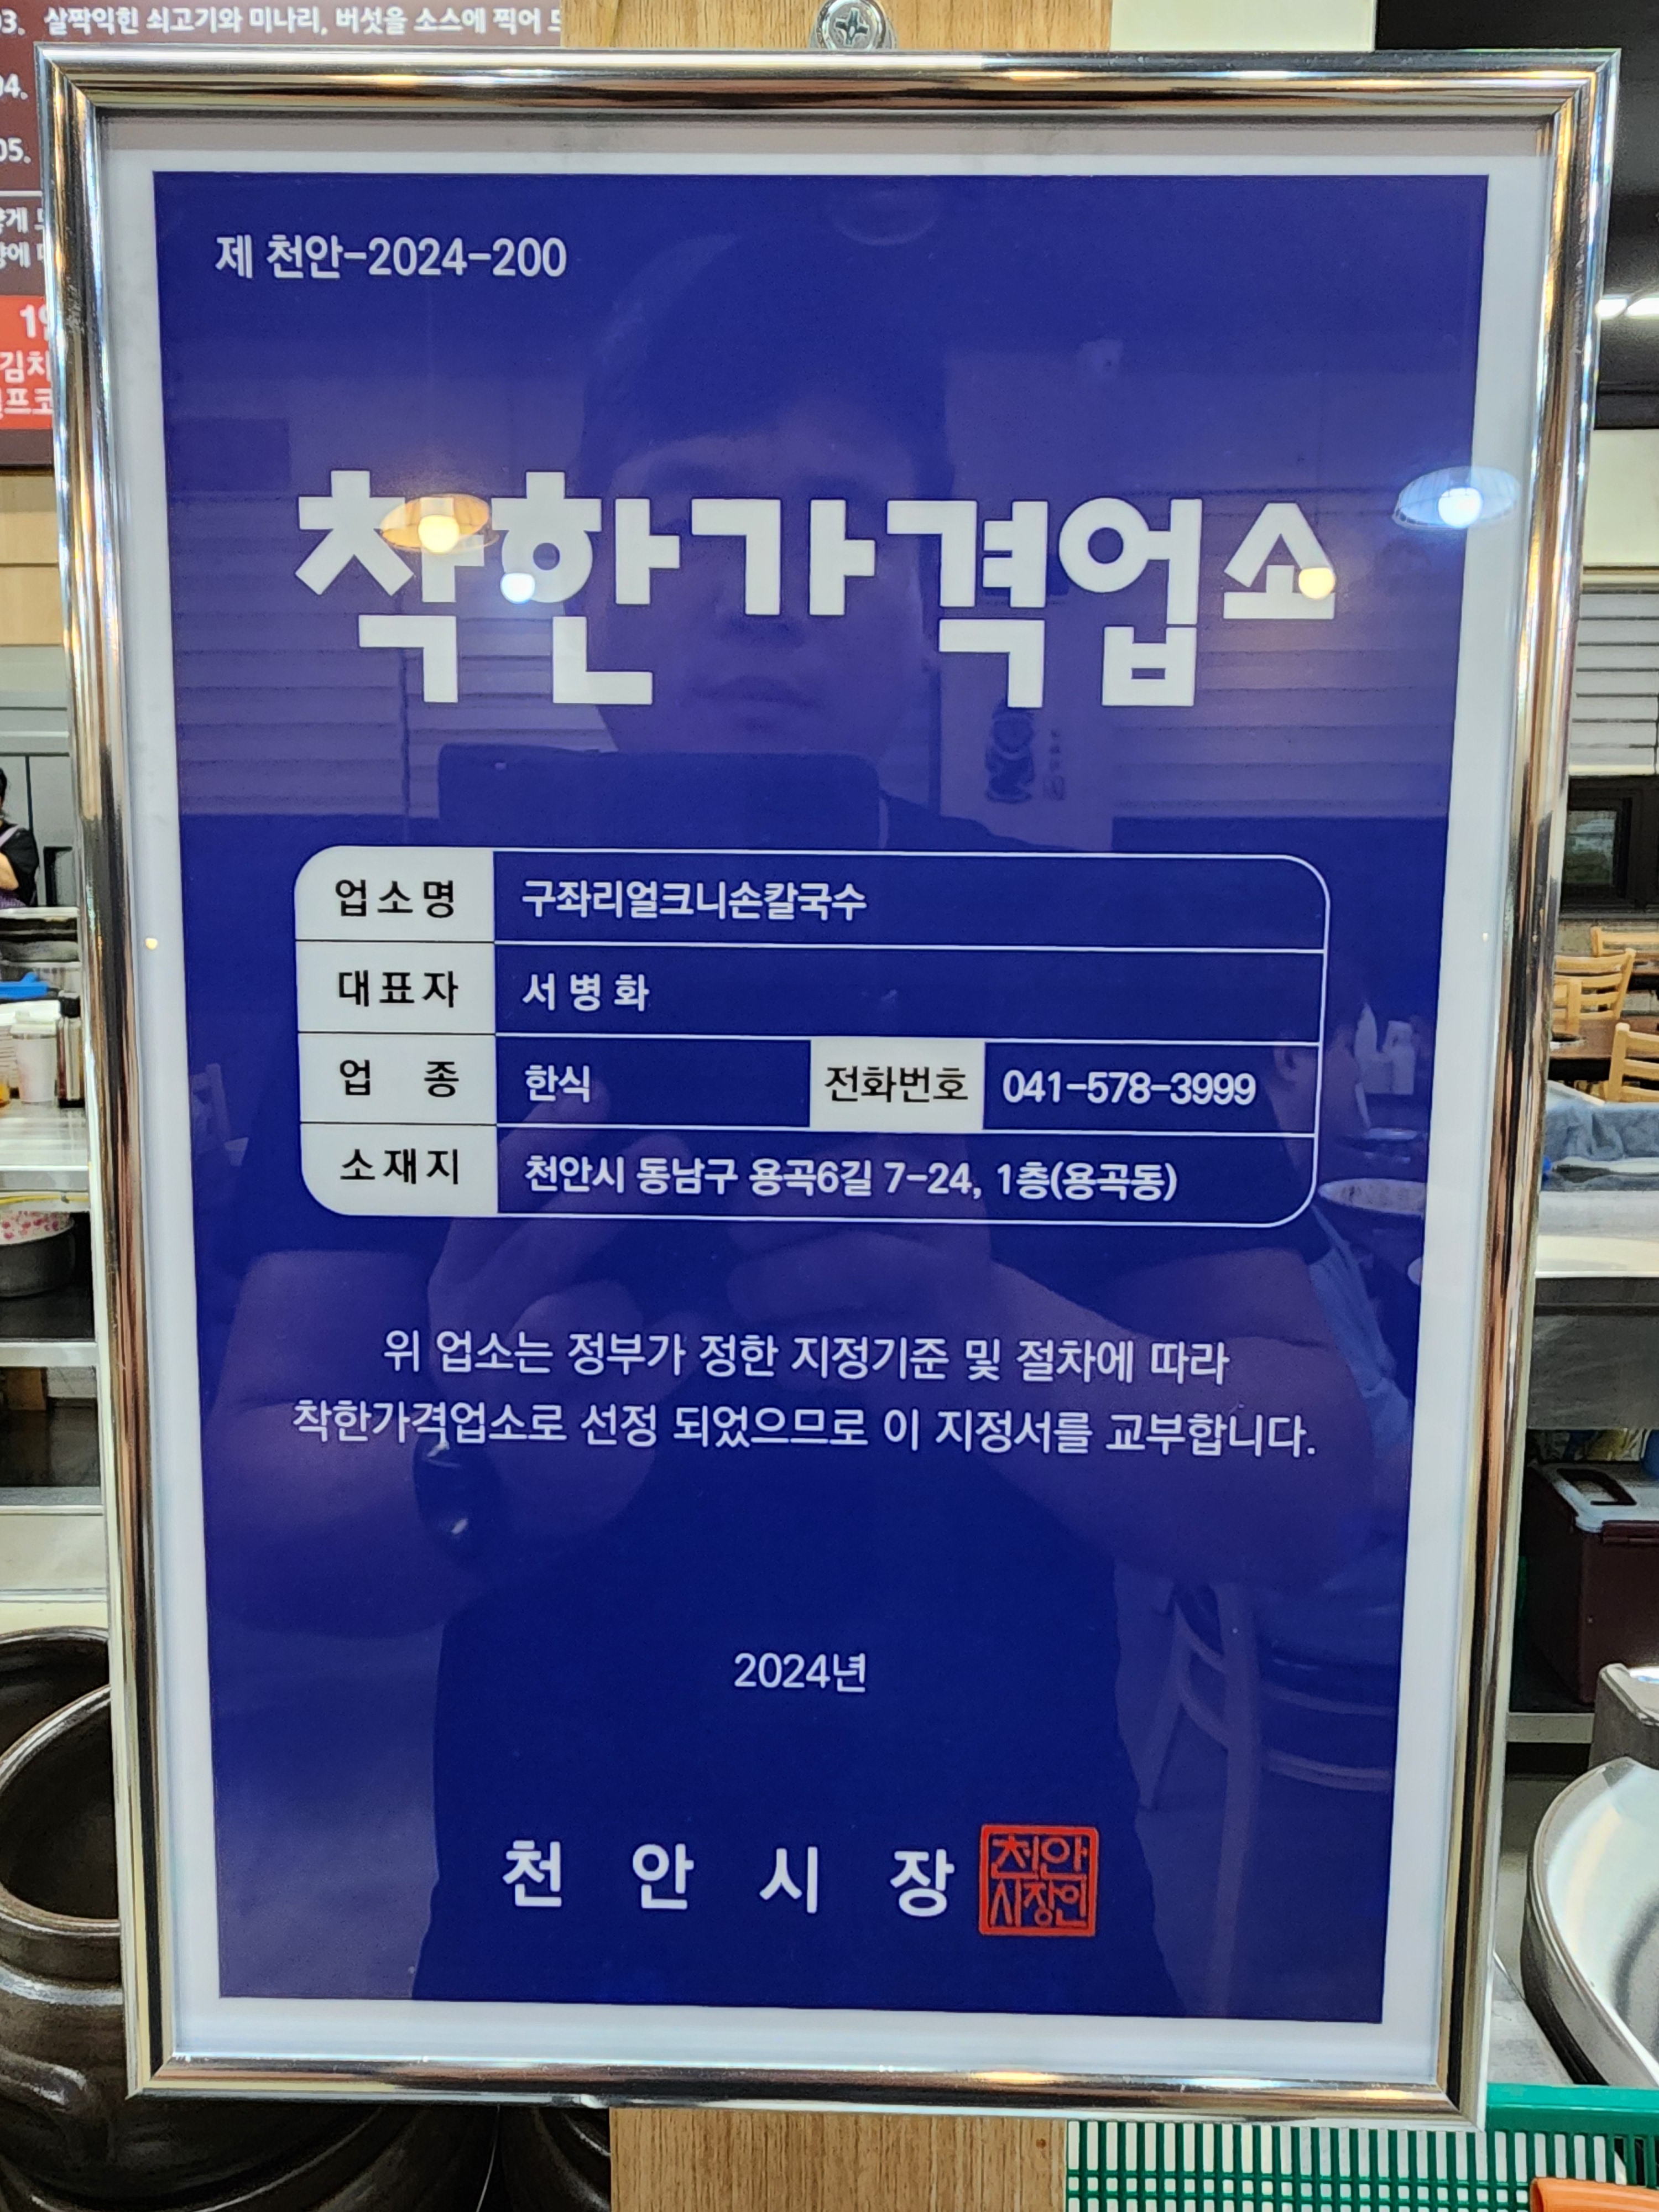 03. 살짝익힌 쇠고기와 미나리, 버섯을 소스에 찍어
04.
05.
제 천안-2024-200
착한가격업소
업소명 구좌리얼크니손칼국수
대표자 서병화
업 종 한식 전화번호 041-578-3999
소재지 천안시 동남구 용곡6길 7-24, 1층(용곡동)
위 업소는 정부가 정한 지정기준 및 절차에 따라
착한가격업소로 선정 되었으므로 이 지정서를 교부합니다.
2024년
천 안 시 장
천안
시장인